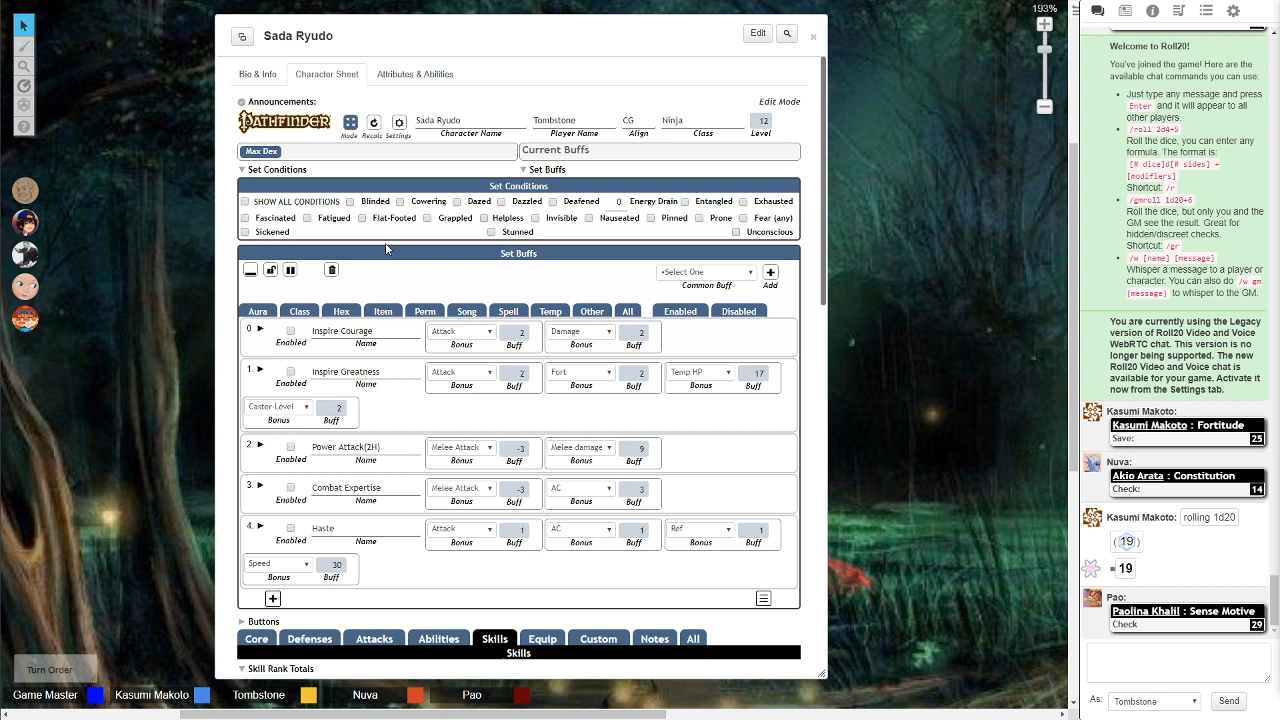 193%
Sada Ryudo
Edit
Bio & Info
Character Sheet
Attributes & Abilities
Announcements:
Edit Mode
PATHFINDER
Mode Recalc Settings
Sada Ryudo
Character Name
Tombstone
Player Name
CG
Align
Ninja
Class
12
Level
Max Dex
Current Buffs
Set Conditions
Set Buffs
Set Conditions
SHOW ALL CONDITIONS Blinded Cowering Dazed Dazzled Deafened 0 Energy Drain Entangled Exhausted
Fascinated Fatigued Flat-Footed Grappled Helpless Invisible Nauseated Pinned Prone Fear (any)
Sickened Stunned Unconscious
Set Buffs
•Select One
Common Buff
Add
Aura Class Hex Item Perm Song Spell Temp Other All Enabled Disabled
0. Inspire Courage Attack 2 Damage 2
Enabled Name Bonus Buff Bonus Buff
1. Inspire Greatness Attack 2 Fort 2 Temp HP 17
Enabled Name Bonus Buff Bonus Buff Bonus Buff
Caster-Level 2
Bonus Buff
2. Power Attack(2H) Melee Attack -3 Melee damage 9
Enabled Name Bonus Buff Bonus Buff
3. Combat Expertise Melee Attack -3 AC 3
Enabled Name Bonus Buff Bonus Buff
4. Haste Attack 1 AC 1 Ref 1
Enabled Name Bonus Buff Bonus Buff Bonus Buff
Speed 30
Bonus Buff
Buttons
Core Defenses Attacks Abilities Skills Equip Custom Notes All
Skills
Skill Rank Totals
Turn Order
Game Master
Kasumi Makoto
Tombstone
Nuva
Pao
Welcome to Roll20!
You've joined the game! Here are the
available chat commands you can use:
Just type any message and press
Enter and it will appear to all
other players.
/roll 2d4+5
Roll the dice, you can enter any
formula. The format is:
[# dice]d[# sides] +
[modifiers]
Shortcut: /r
/gmroll 1d20+6
Roll the dice, but only you and the
GM see the result. Great for
hidden/discreet checks.
Shortcut: /gr
/w [name] [message]
Whisper a message to a player or
character. You can also do /w gm
[message] to whisper to the GM.
You are currently using the Legacy
version of Roll20 Video and Voice
WebRTC chat. This version is no
longer being supported. The new
Roll20 Video and Voice chat is
available for your game. Activate it
now from the Settings tab.
Kasumi Makoto:
Kasumi Makoto : Fortitude
Save: 25
Nuva:
Akio Arata : Constitution
Check: 14
Kasumi Makoto: rolling 1d20
(19)
=19
Pao:
Paolina Khalil : Sense Motive
Check 29
As: Tombstone
Send